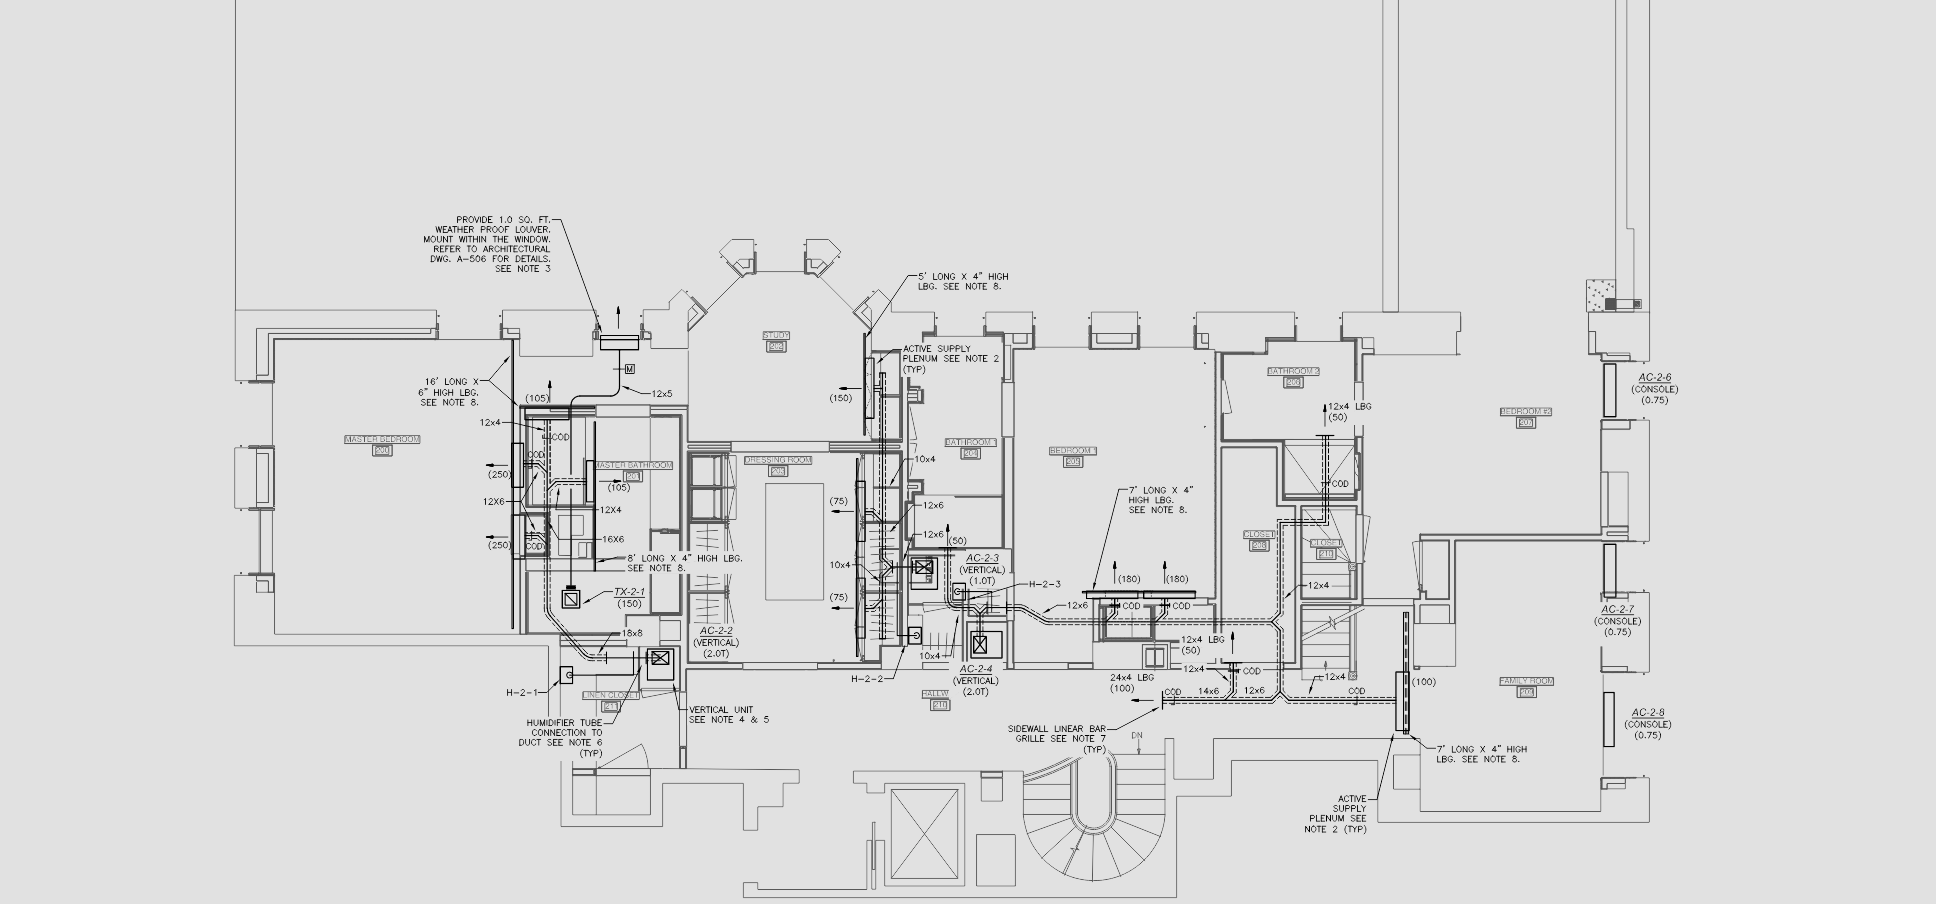 PROVIDE 1.0 SQ. FT.
WEATHER PROOF LOUVER.
MOUNT WITHIN THE WINDOW.
REFER TO ARCHITECTURAL
DWG. A-506 FOR DETAILS.
SEE NOTE 3
5' LONG X 4" HIGH
LBG. SEE NOTE 8.
STUDY
202
ACTIVE SUPPLY
PLENUM SEE NOTE 2
(TYP)
M
12x5
16' LONG X
6" HIGH LBG.
SEE NOTE 8.
(105)
(150)
BATHROOM 2
206
AC-2-6
(CONSOLE)
(0.75)
12x4 LBG
(50)
BEDROOM #2
207
12x4
COD
MASTER BEDROOM
200
COD
(250)
MASTER BATHROOM
201
(105)
DRESSING ROOM
203
10x4
BATHROOM 1
204
BEDROOM 1
205
COD
12X6
12X4
(75)
12x6
7' LONG X 4"
HIGH LBG.
SEE NOTE 8.
12x6
(50)
(250)
COD
16X6
CLOSET
208
CLOSET
210
8' LONG X 4" HIGH LBG.
SEE NOTE 8.
10x4
AC-2-3
(VERTICAL)
(1.0T)
H-2-3
(180)
(180)
12x4
TX-2-1
(150)
(75)
12x6
COD
COD
AC-2-7
(CONSOLE)
(0.75)
18x8
AC-2-2
(VERTICAL)
(2.0T)
12x4 LBG
(50)
10x4
AC-2-4
(VERTICAL)
(2.0T)
H-2-2
12x4
COD
12x4
24x4 LBG
(100)
(100)
FAMILY ROOM
209
H-2-1
LINEN CLOSET
211
HALLW
210
COD
14x6
12x6
COD
VERTICAL UNIT
SEE NOTE 4 & 5
AC-2-8
(CONSOLE)
(0.75)
HUMIDIFIER TUBE
CONNECTION TO
DUCT SEE NOTE 6
(TYP)
SIDEWALL LINEAR BAR
GRILLE SEE NOTE 7
(TYP)
DN
7' LONG X 4" HIGH
LBG. SEE NOTE 8.
ACTIVE
SUPPLY
PLENUM SEE
NOTE 2 (TYP)